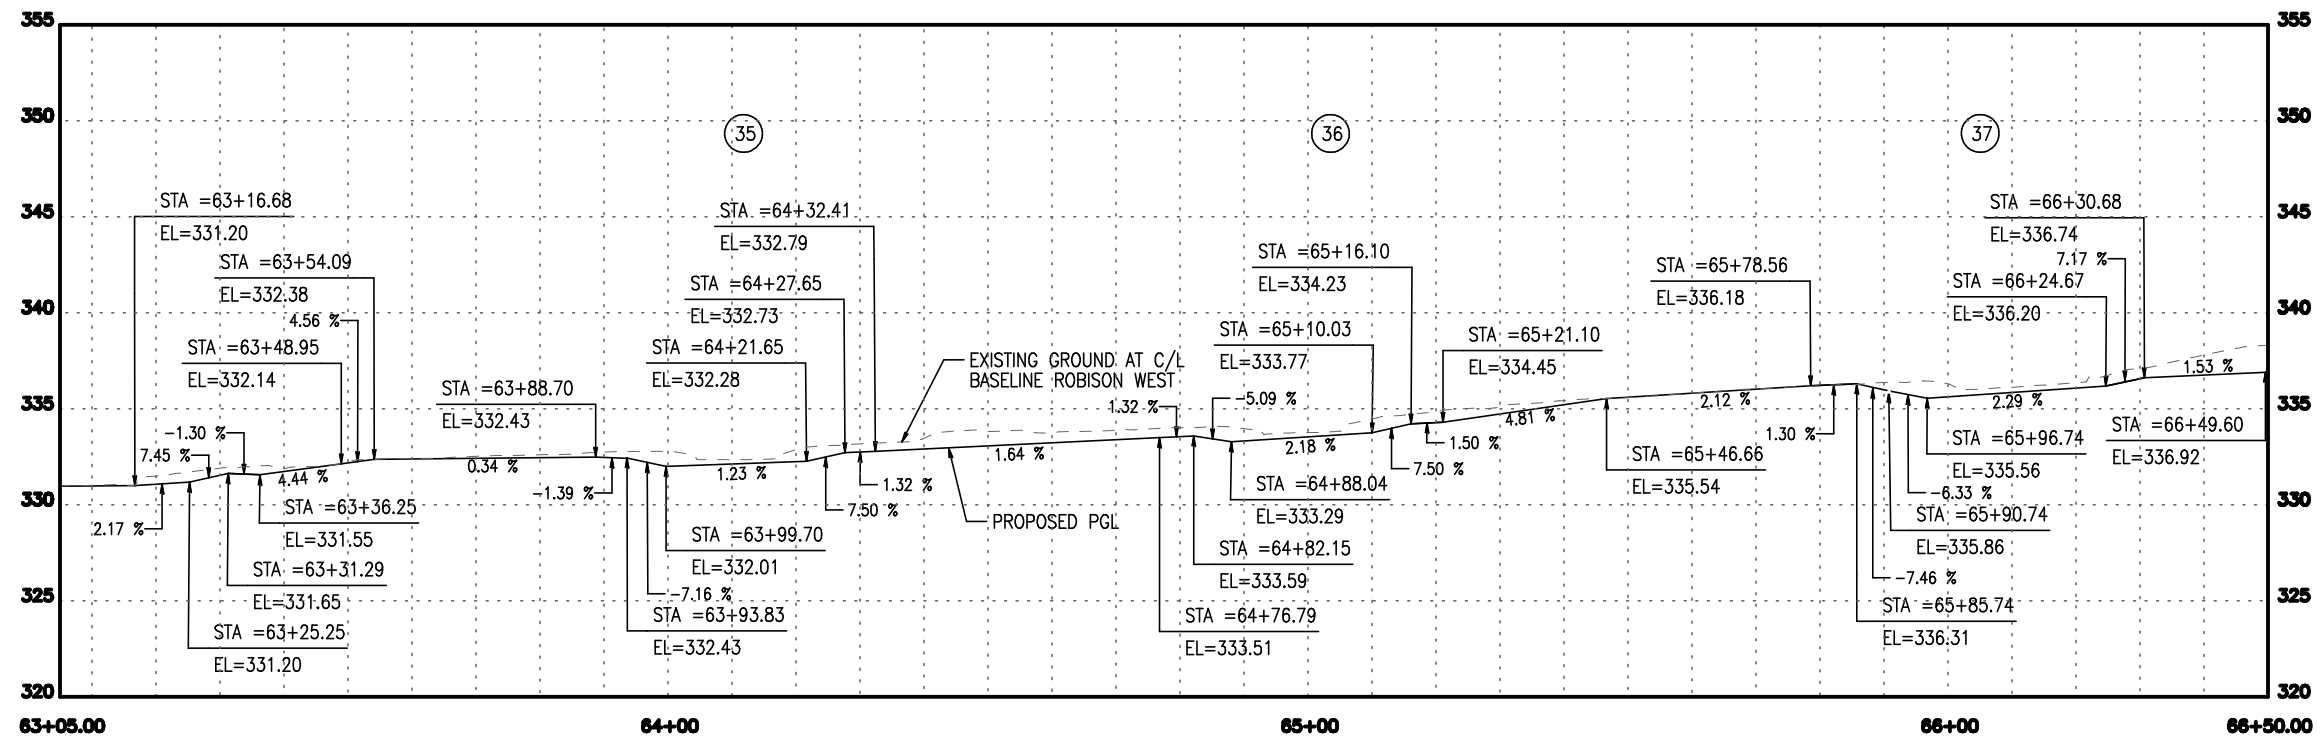 355
355
350
350
35
36
37
STA =63+16.68
EL=331.20
STA =66+30.68
EL=336.74
345
345
STA =64+32.41
EL=332.79
STA =63+54.09
EL=332.38
STA =65+16.10
EL=334.23
STA =65+78.56
EL=336.18
7.17 %
STA =64+27.65
EL=332.73
STA =66+24.67
EL=336.20
340
340
4.56 %
STA =63+48.95
EL=332.14
STA =64+21.65
EL=332.28
STA =65+10.03
EL=333.77
STA =65+21.10
EL=334.45
EXISTING GROUND AT C/L
BASELINE ROBISON WEST
1.53 %
STA =63+88.70
EL=332.43
335
335
-5.09 %
1.32 %
2.12 %
2.29 %
4.81 %
-1.30 %
7.45 %
1.30 %
STA =66+49.60
EL=336.92
1.50 %
2.18 %
1.64 %
7.50 %
STA =65+46.66
EL=335.54
STA =65+96.74
EL=335.56
4.44 %
0.34 %
1.23 %
1.32 %
-1.39 %
-6.33 %
STA =64+88.04
EL=333.29
330
330
7.50 %
2.17 %
STA =63+36.25
EL=331.55
PROPOSED PGL
STA =65+90.74
EL=335.86
STA =63+99.70
EL=332.01
STA =64+82.15
EL=333.59
STA =63+31.29
EL=331.65
-7.46 %
-7.16 %
325
325
STA =63+93.83
EL=332.43
STA =64+76.79
EL=333.51
STA =65+85.74
EL=336.31
STA =63+25.25
EL=331.20
320
320
63+05.00
64+00
65+00
66+00
66+50.00